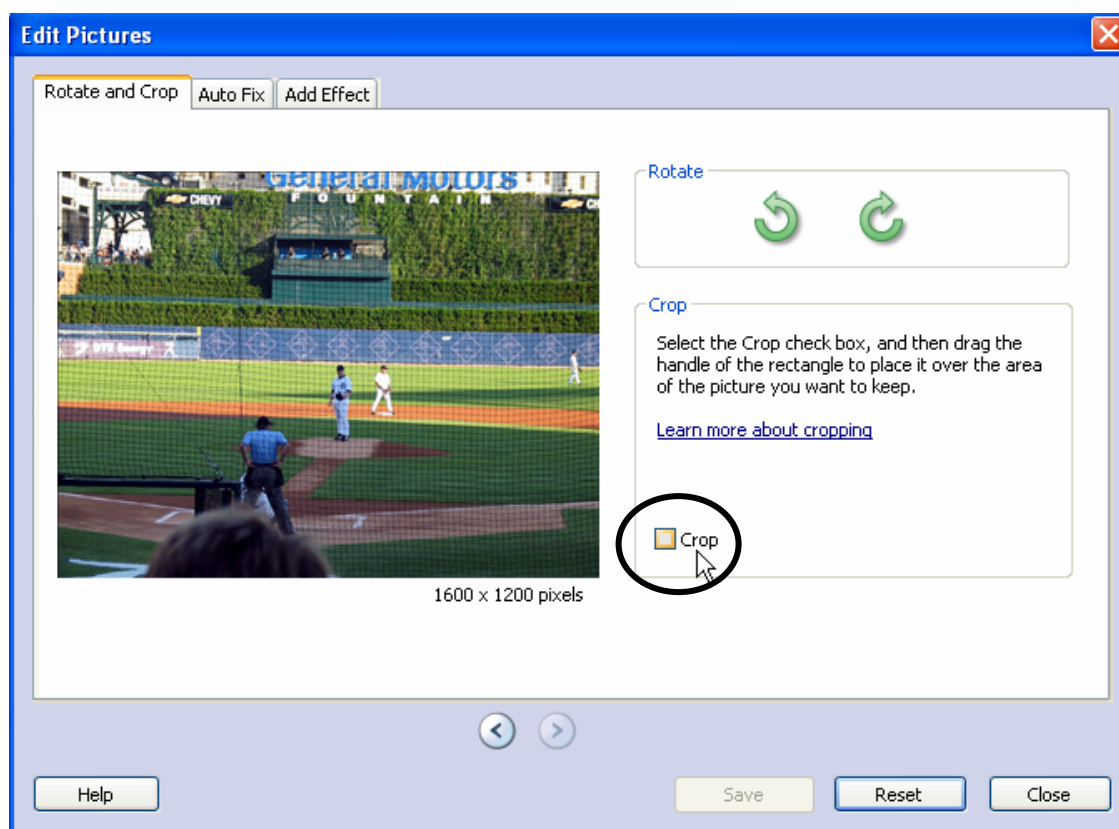 Edit Pictures
Rotate and Crop Auto Fix Add Effect
General Motors
CHEVY FOUNTAIN
Rotate
Crop
Select the Crop check box, and then drag the
handle of the rectangle to place it over the area
of the picture you want to keep.
Learn more about cropping
Crop
1600 x 1200 pixels
Help Save Reset Close